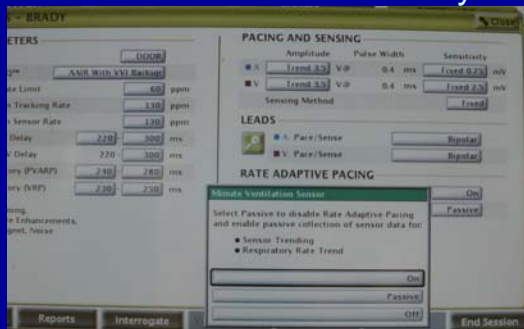 - BRADY
Close
ETERS
DDDR
AAIR With VVI Backup
te Limit 60 ppm
Tracking Rate 130 ppm
Sensor Rate 130 ppm
Delay 220 - 300 ms
V Delay 220 - 300 ms
ory (PVARP) 240 - 280 ms
ory (VRP) 230 - 250 ms
e Enhancements,
gnet, Noise
PACING AND SENSING
Amplitude Pulse Width Sensitivity
A Trend 3.5 V@ 0.4 ms Fixed 0.25 mV
V Trend 3.5 V@ 0.4 ms Fixed 2.5 mV
Sensing Method Fixed
LEADS
A Pace/Sense Bipolar
V Pace/Sense Bipolar
RATE ADAPTIVE PACING
On
Passive
Minute Ventilation Sensor
Select Passive to disable Rate Adaptive Pacing
and enable passive collection of sensor data for:
• Sensor Trending
• Respiratory Rate Trend
On
Passive
Off
Reports Interrogate End Session